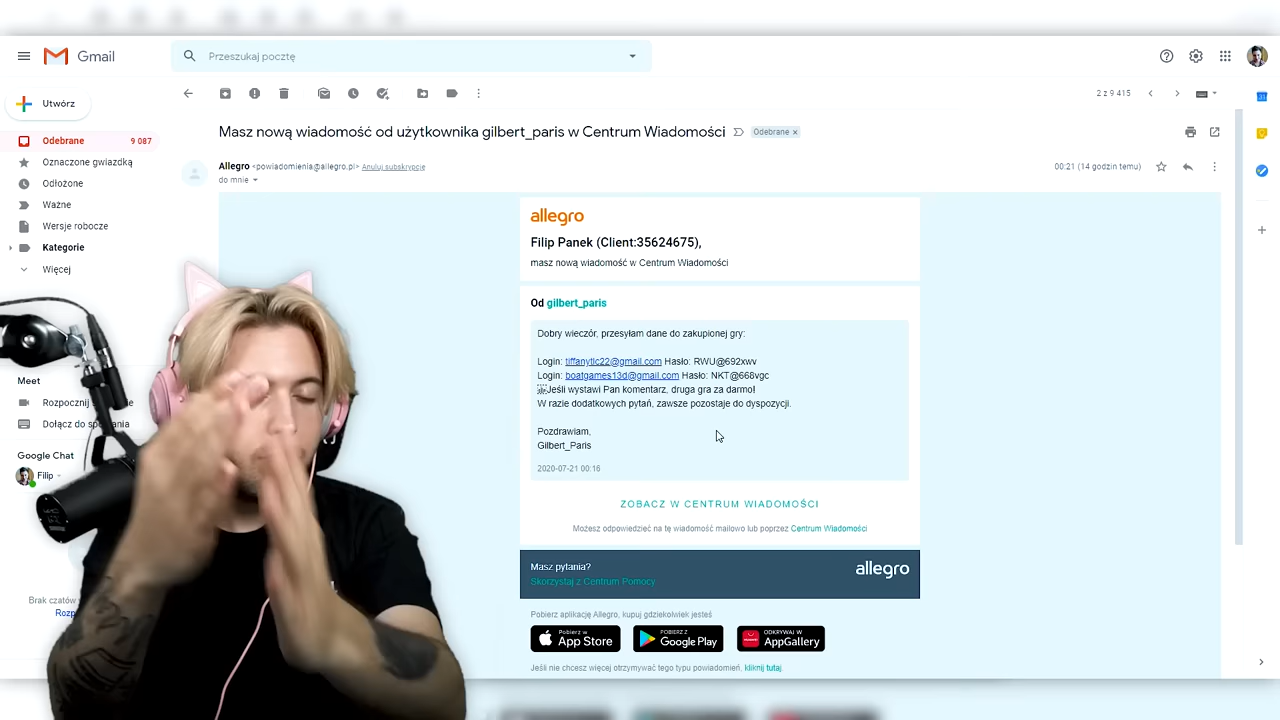 Gmail
Przeszukaj pocztę
Utwórz
2 z 9 415
Masz nową wiadomość od użytkownika gilbert_paris w Centrum Wiadomości
Odebrane ×
Odebrane 9 087
Oznaczone gwiazdką
Odłożone
Ważne
Wersje robocze
Kategorie
Więcej
Allegro <powiadomienia@allegro.pl> Anuluj subskrypcję
00:21 (14 godzin temu)
do mnie
allegro
Filip Panek (Client:35624675),
masz nową wiadomość w Centrum Wiadomości
Od gilbert_paris
Dobry wieczór, przesyłam dane do zakupionej gry:
Login: tiffanytlc22@gmail.com Hasło: RWU@692xwv
Login: boatgames13d@gmail.com Hasło: NKT@668vgc
Jeśli wystawi Pan komentarz, druga gra za darmo!
W razie dodatkowych pytań, zawsze pozostaje do dyspozycji.
Pozdrawiam,
Gilbert_Paris
2020-07-21 00:16
ZOBACZ W CENTRUM WIADOMOŚCI
Możesz odpowiedzieć na tę wiadomość mailowo lub poprzez Centrum Wiadomości
Masz pytania?
Skorzystaj z Centrum Pomocy
allegro
Pobierz aplikację Allegro, kupuj gdziekolwiek jesteś
Pobierz w
App Store
POBIERZ Z
Google Play
ODKRYWAJ W
AppGallery
Jeśli nie chcesz więcej otrzymywać tego typu powiadomień, kliknij tutaj.
Meet
Rozpocznij
Dołącz do spotkania
Google Chat
Filip
Brak czatów